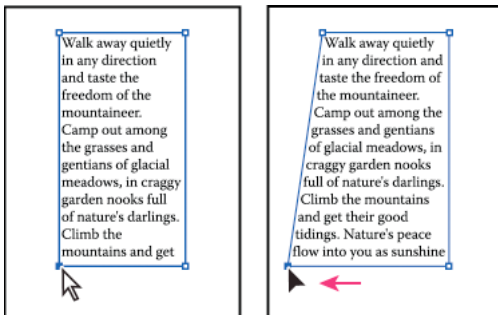 Walk away quietly
in any direction
and taste the
freedom of the
mountaineer.
Camp out among
the grasses and
gentians of glacial
meadows, in craggy
garden nooks full
of nature's darlings.
Climb the
mountains and get
Walk away quietly
in any direction and
taste the freedom of
the mountaineer.
Camp out among the
grasses and gentians
of glacial meadows, in
craggy garden nooks
full of nature's darlings.
Climb the mountains
and get their good
tidings. Nature's peace
flow into you as sunshine